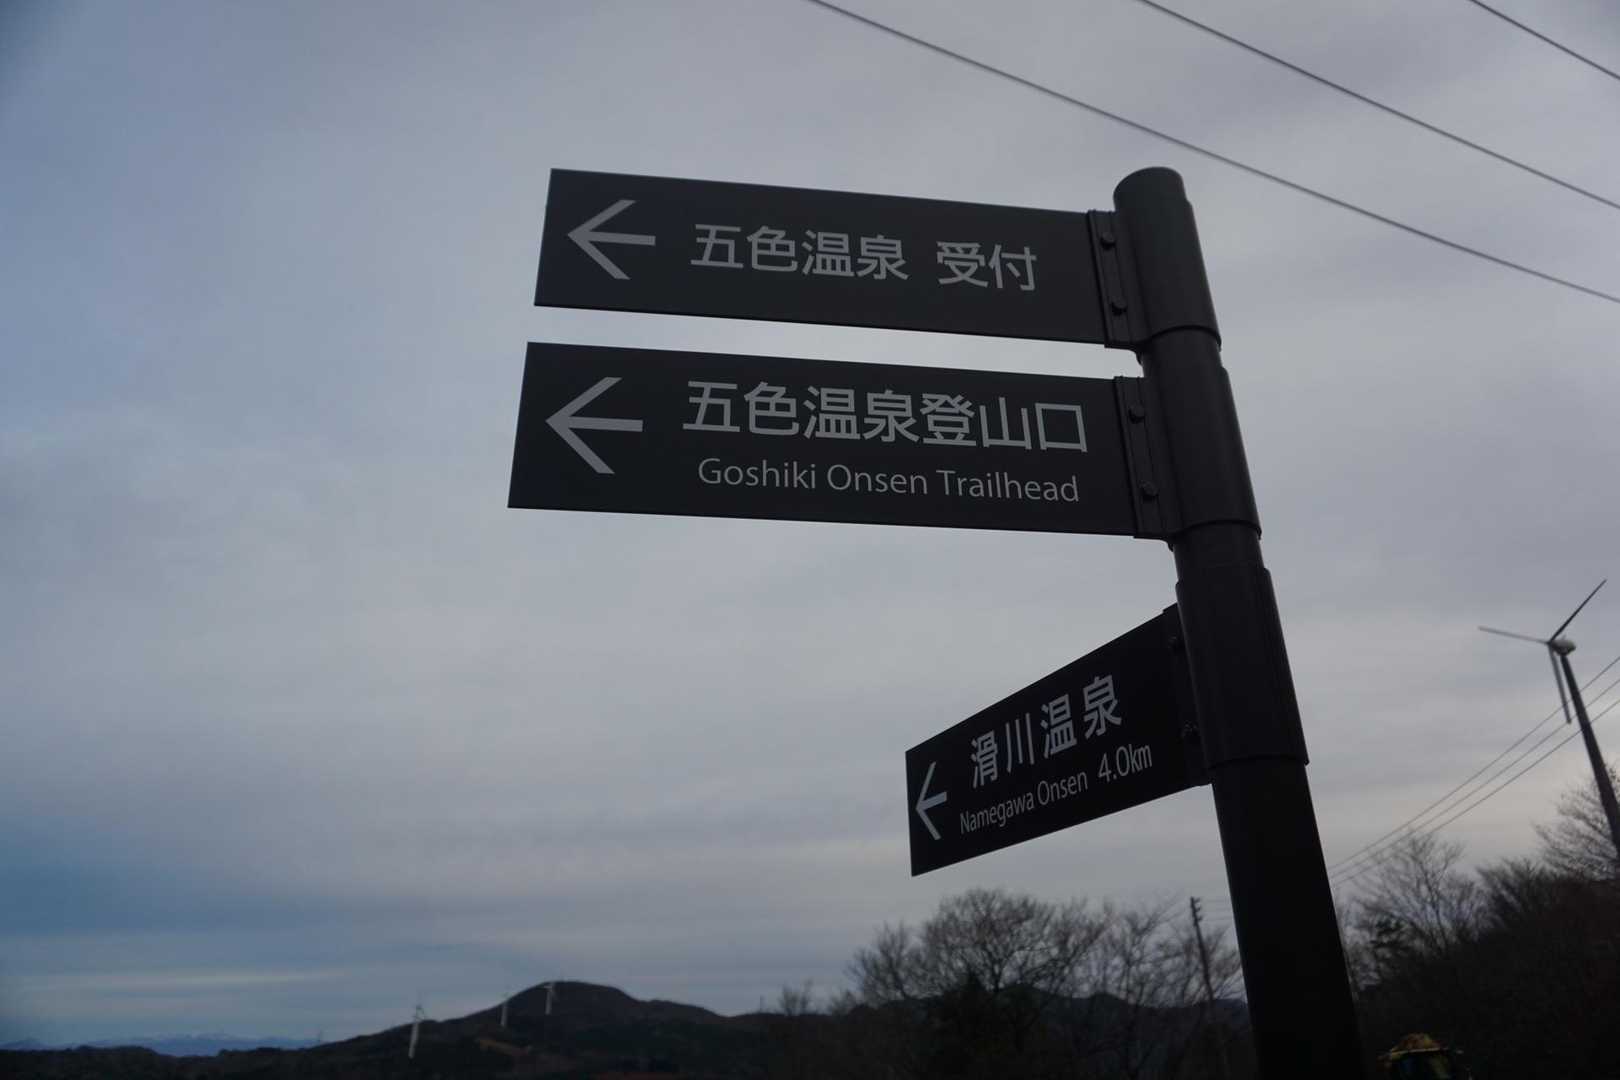 五色温泉 受付
五色温泉登山口
Goshiki Onsen Trailhead
滑川温泉
Namegawa Onsen 4.0km